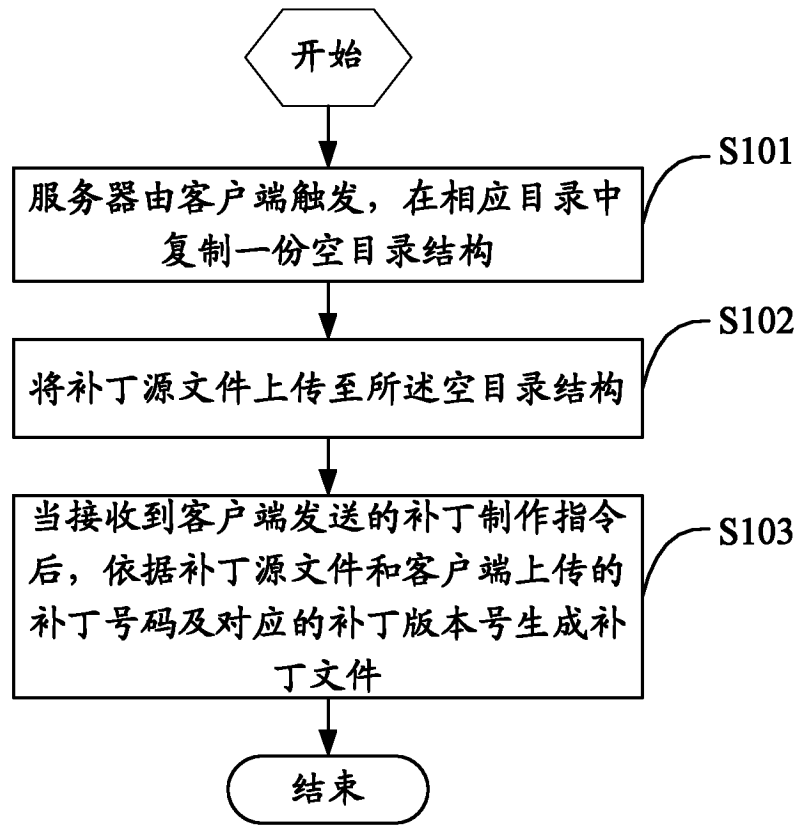 开始
S101
服务器由客户端触发，在相应目录中
复制一份空目录结构
S102
将补丁源文件上传至所述空目录结构
S103
当接收到客户端发送的补丁制作指令
后，依据补丁源文件和客户端上传的
补丁号码及对应的补丁版本号生成补
丁文件
结束